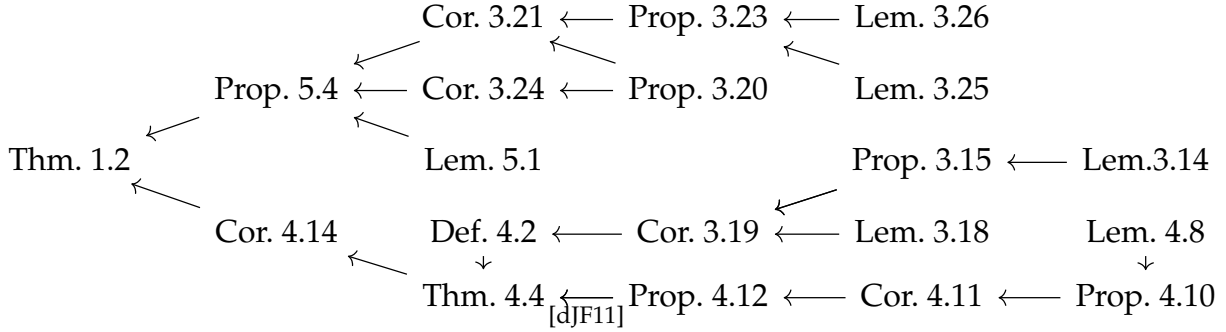 Cor. 3.21 Prop. 3.23 Lem. 3.26
Prop. 5.4 Cor. 3.24 Prop. 3.20 Lem. 3.25
Thm. 1.2 Lem. 5.1 Prop. 3.15 Lem.3.14
Cor. 4.14 Def. 4.2 Cor. 3.19 Lem. 3.18 Lem. 4.8
Thm. 4.4 Prop. 4.12 Cor. 4.11 Prop. 4.10
[dJF11]